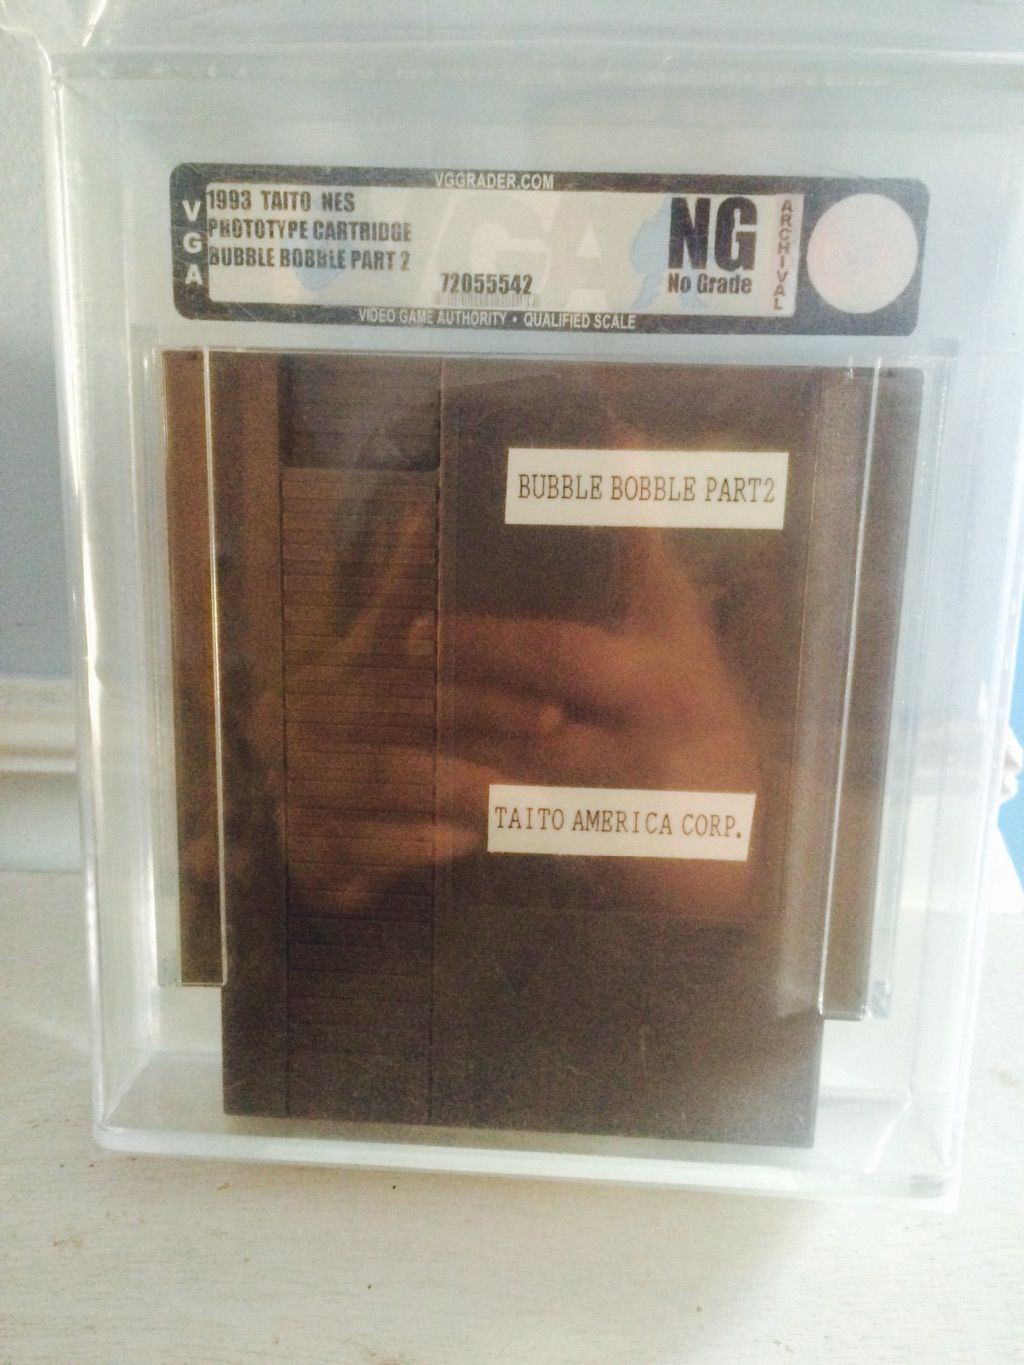 VGGRADER.COM
VGA
1993 TAITO NES
PROTOTYPE CARTRIDGE
BUBBLE BOBBLE PART 2
72055542
NG
No Grade
ARCHIVAL
VIDEO GAME AUTHORITY • QUALIFIED SCALE
BUBBLE BOBBLE PART2
TAITO AMERICA CORP.